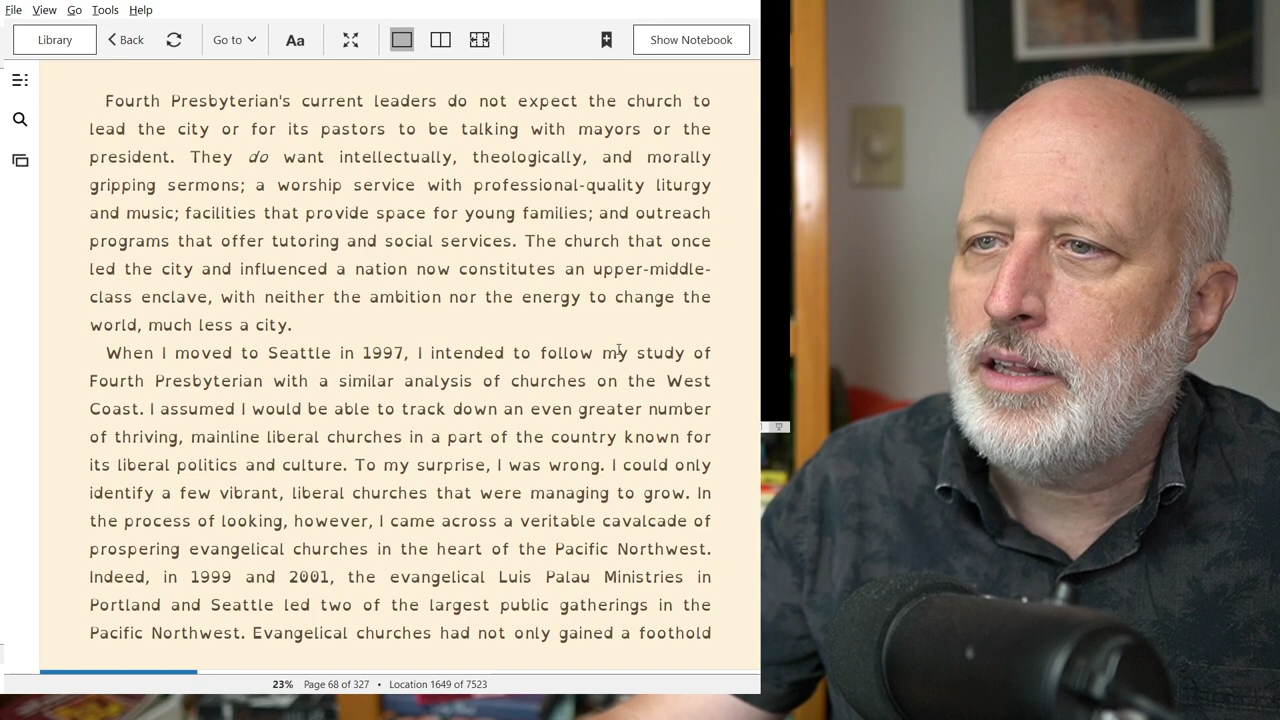 File View Go Tools Help
Library Back Go to Aa Show Notebook
Fourth Presbyterian's current leaders do not expect the church to
lead the city or for its pastors to be talking with mayors or the
president. They do want intellectually, theologically, and morally
gripping sermons; a worship service with professional-quality liturgy
and music; facilities that provide space for young families; and outreach
programs that offer tutoring and social services. The church that once
led the city and influenced a nation now constitutes an upper-middle-
class enclave, with neither the ambition nor the energy to change the
world, much less a city.
When I moved to Seattle in 1997, I intended to follow my study of
Fourth Presbyterian with a similar analysis of churches on the West
Coast. I assumed I would be able to track down an even greater number
of thriving, mainline liberal churches in a part of the country known for
its liberal politics and culture. To my surprise, I was wrong. I could only
identify a few vibrant, liberal churches that were managing to grow. In
the process of looking, however, I came across a veritable cavalcade of
prospering evangelical churches in the heart of the Pacific Northwest.
Indeed, in 1999 and 2001, the evangelical Luis Palau Ministries in
Portland and Seattle led two of the largest public gatherings in the
Pacific Northwest. Evangelical churches had not only gained a foothold
23% Page 68 of 327 • Location 1649 of 7523